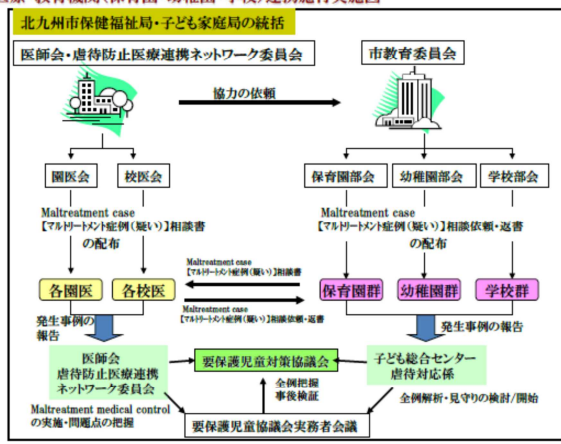 北九州市保健福祉局・子ども家庭局の統括
医師会・虐待防止医療連携ネットワーク委員会
市教育委員会
協力の依頼
園医会
校医会
保育園部会
幼稚園部会
学校部会
Maltreatment case
【マルトリートメント症例(疑い)】相談書
の配布
Maltreatment case
【マルトリートメント症例(疑い)】相談依頼・返書
の配布
Maltreatment case
【マルトリートメント症例(疑い)】相談書
各園医
各校医
保育園群
幼稚園群
学校群
Maltreatment case
【マルトリートメント症例(疑い)】相談依頼・返書
発生事例の
報告
発生事例の報告
医師会
虐待防止医療連携
ネットワーク委員会
要保護児童対策協議会
子ども総合センター
虐待対応係
全例把握
事後検証
全例解析・見守りの検討/開始
Maltreatment medical control
の実施・問題点の把握
要保護児童協議会実務者会議